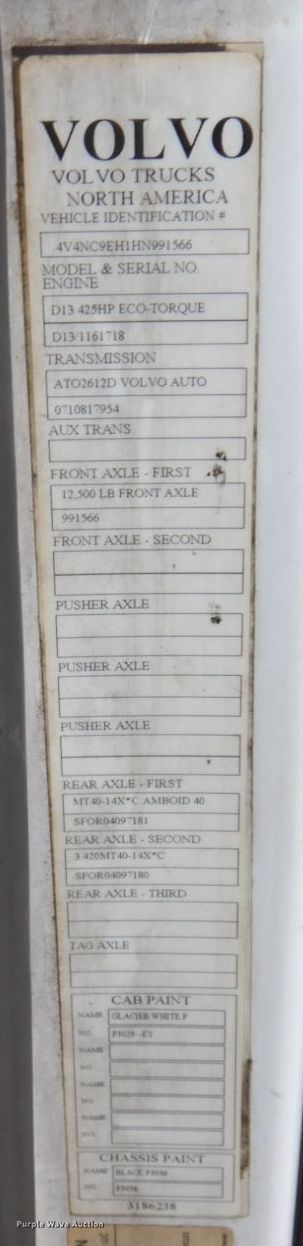 VOLVO
VOLVO TRUCKS
NORTH AMERICA
VEHICLE IDENTIFICATION #
4V4NC9EH1HN991566
MODEL & SERIAL NO.
ENGINE
D13 425HP ECO-TORQUE
D13/1161718
TRANSMISSION
ATO2612D VOLVO AUTO
0710817954
AUX TRANS
FRONT AXLE - FIRST
12,500 LB FRONT AXLE
991566
FRONT AXLE - SECOND
PUSHER AXLE
PUSHER AXLE
PUSHER AXLE
REAR AXLE - FIRST
MT40-14X*C AMBOID 40
SFOR04097181
REAR AXLE - SECOND
3 420MT40-14X*C
SFOR04097180
REAR AXLE - THIRD
TAG AXLE
CAB PAINT
NAME GLACIER WHITE P
NO. P3029 -EY
NAME
NO.
NAME
NO.
NAME
NO.
CHASSIS PAINT
NAME BLACK P3036
NO. P3036
3186238
Purple Wave Auction